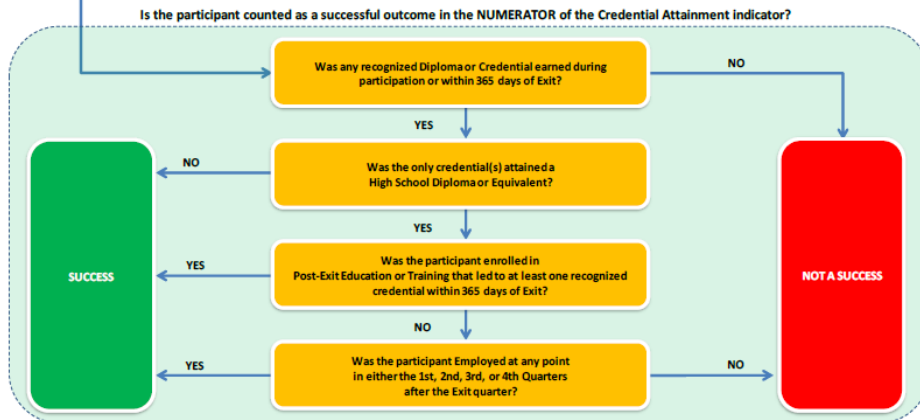 Is the participant counted as a successful outcome in the NUMERATOR of the Credential Attainment indicator?
Was any recognized Diploma or Credential earned during
participation or within 365 days of Exit?
NO
YES
NO
Was the only credential(s) attained a
High School Diploma or Equivalent?
YES
SUCCESS
YES
Was the participant enrolled in
Post-Exit Education or Training that led to at least one recognized
credential within 365 days of Exit?
NOT A SUCCESS
NO
YES
Was the participant Employed at any point
in either the 1st, 2nd, 3rd, or 4th Quarters
after the Exit quarter?
NO